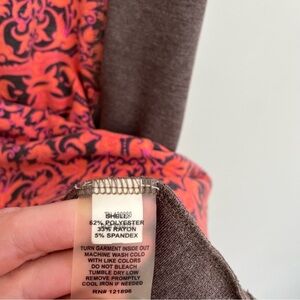 SHELL:
62% POLYESTER
33% RAYON
5% SPANDEX
TURN GARMENT INSIDE OUT
MACHINE WASH COLD
WITH LIKE COLORS
DO NOT BLEACH
TUMBLE DRY LOW
REMOVE PROMPTLY
COOL IRON IF NEEDED
RN# 121898